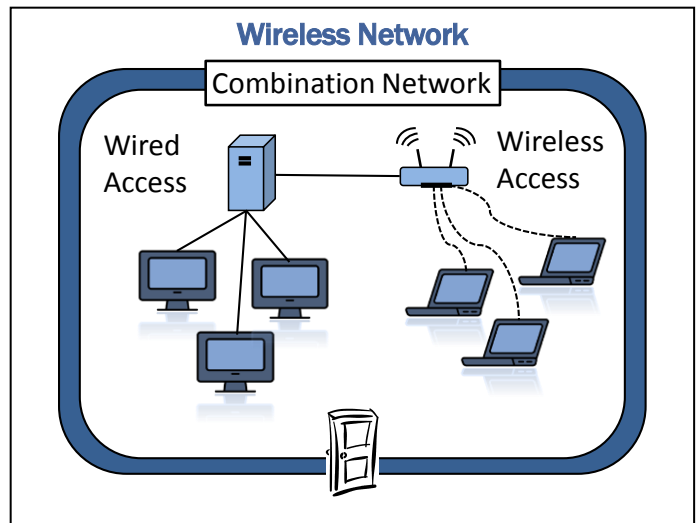 Wireless Network
Combination Network
Wired
Access
Wireless
Access